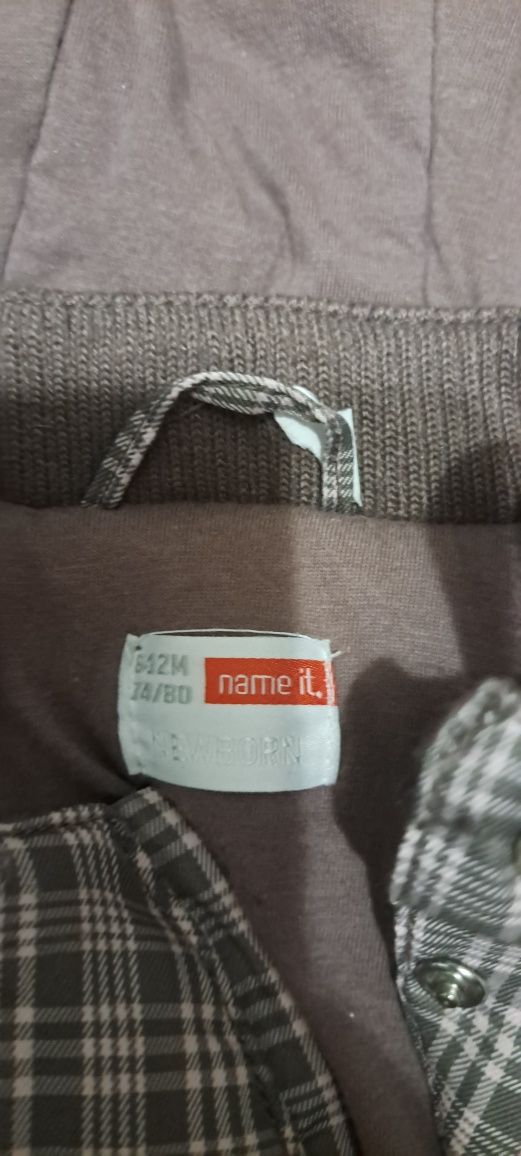 6-12M
74/80
name it.
NEWBORN